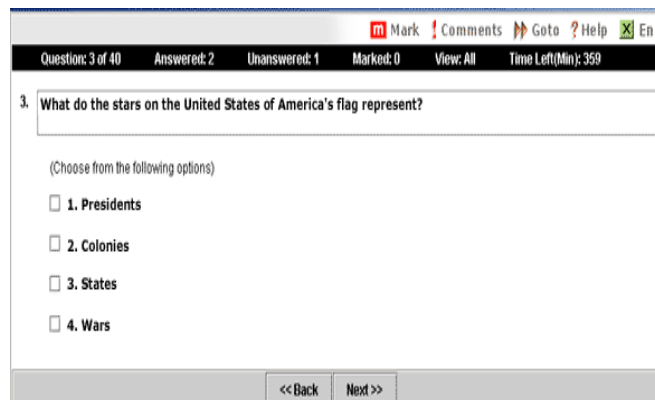 m Mark ! Comments Goto ? Help X En
Question: 3 of 40 Answered: 2 Unanswered: 1 Marked: 0 View: All Time Left(Min): 359
3. What do the stars on the United States of America's flag represent?
(Choose from the following options)
1. Presidents
2. Colonies
3. States
4. Wars
<< Back Next >>